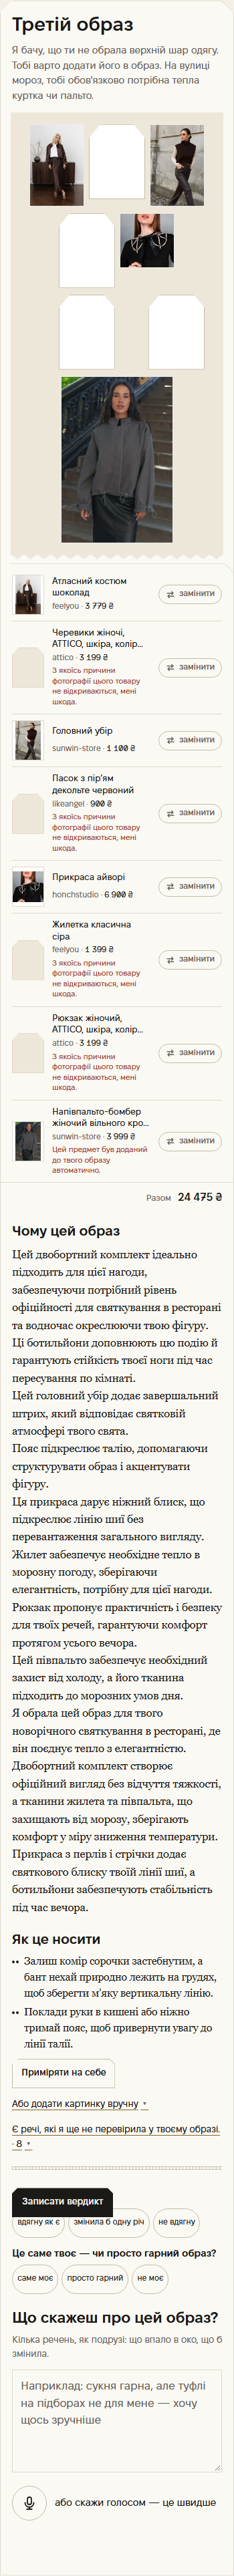 Третій образ
Я бачу, що ти не обрала верхній шар одягу.
Тобі варто додати його в образ. На вулиці
мороз, тобі обов'язково потрібна тепла
куртка чи пальто.
Атласний костюм
шоколад
feelyou · 3 779 ₴
замінити
Черевики жіночі,
ATTICO, шкіра, колір...
attico · 3 199 ₴
З якоїсь причини
фотографії цього товару
не відкриваються, мені
шкода.
замінити
Головний убір
sunwin-store · 1 100 ₴
замінити
Пасок з пір'ям
декольте червоний
likeangel · 900 ₴
З якоїсь причини
фотографії цього товару
не відкриваються, мені
шкода.
замінити
Прикраса айворі
honchstudio · 6 900 ₴
замінити
Жилетка класична
сіра
feelyou · 1 399 ₴
З якоїсь причини
фотографії цього товару
не відкриваються, мені
шкода.
замінити
Рюкзак жіночий,
ATTICO, шкіра, колір...
attico · 3 199 ₴
З якоїсь причини
фотографії цього товару
не відкриваються, мені
шкода.
замінити
Напівпальто-бомбер
жіночий вільного кро...
sunwin-store · 3 999 ₴
Цей предмет був доданий
до твого образу
автоматично.
замінити
Разом 24 475 ₴
Чому цей образ
Цей двобортний комплект ідеально
підходить для цієї нагоди,
забезпечуючи потрібний рівень
офіційності для святкування в ресторані
та водночас окреслюючи твою фігуру.
Ці ботильйони доповнюють цю подію й
гарантують стійкість твоєї ноги під час
пересування по кімнаті.
Цей головний убір додає завершальний
штрих, який відповідає святковій
атмосфері твого свята.
Пояс підкреслює талію, допомагаючи
структурувати образ і акцентувати
фігуру.
Ця прикраса дарує ніжний блиск, що
підкреслює лінію шиї без
перевантаження загального вигляду.
Жилет забезпечує необхідне тепло в
морозну погоду, зберігаючи
елегантність, потрібну для цієї нагоди.
Рюкзак пропонує практичність і безпеку
для твоїх речей, гарантуючи комфорт
протягом усього вечора.
Цей півпальто забезпечує необхідний
захист від холоду, а його тканина
підходить до морозних умов дня.
Я обрала цей образ для твого
новорічного святкування в ресторані, де
він поєднує тепло з елегантністю.
Двобортний комплект створює
офіційний вигляд без відчуття тяжкості,
а тканини жилета та півпальта, що
захищають від морозу, зберігають
комфорт у міру зниження температури.
Прикраса з перлів і стрічки додає
святкового блиску твоїй лінії шиї, а
ботильйони забезпечують стабільність
під час вечора.
Як це носити
•• Залиш комір сорочки застебнутим, а
бант нехай природно лежить на грудях,
щоб зберегти м'яку вертикальну лінію.
•• Поклади руки в кишені або ніжно
тримай пояс, щоб привернути увагу до
лінії талії.
Приміряти на себе
Або додати картинку вручну
Є речі, які я ще не перевірила у твоєму образі.
· 8
Записати вердикт
вдягну як є
змінила б одну річ
не вдягну
Це саме твоє — чи просто гарний образ?
саме моє
просто гарний
не моє
Що скажеш про цей образ?
Кілька речень, як подрузі: що впало в око, що б
змінила.
Наприклад: сукня гарна, але туфлі
на підборах не для мене — хочу
щось зручніше
або скажи голосом — це швидше